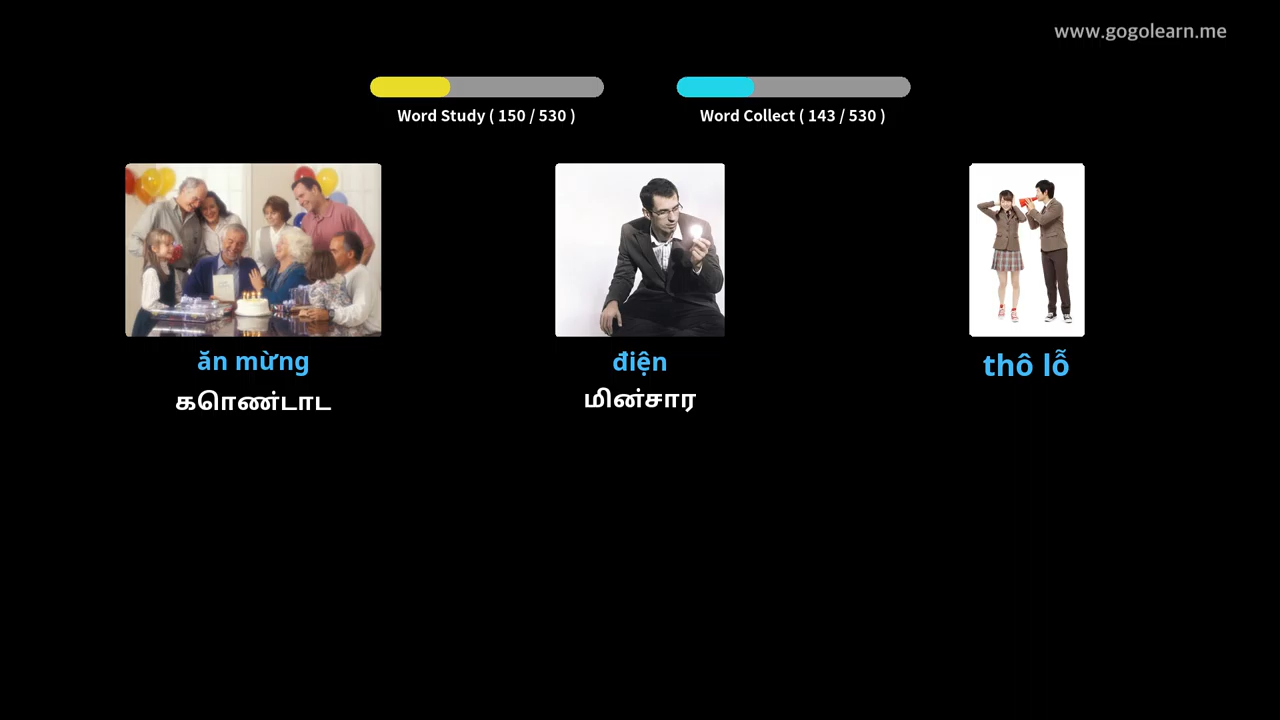 www.gogolearn.me
Word Study ( 150 / 530 )
Word Collect ( 143 / 530 )
ăn mừng
கொண்டாட
điện
மின்சார
thô lỗ